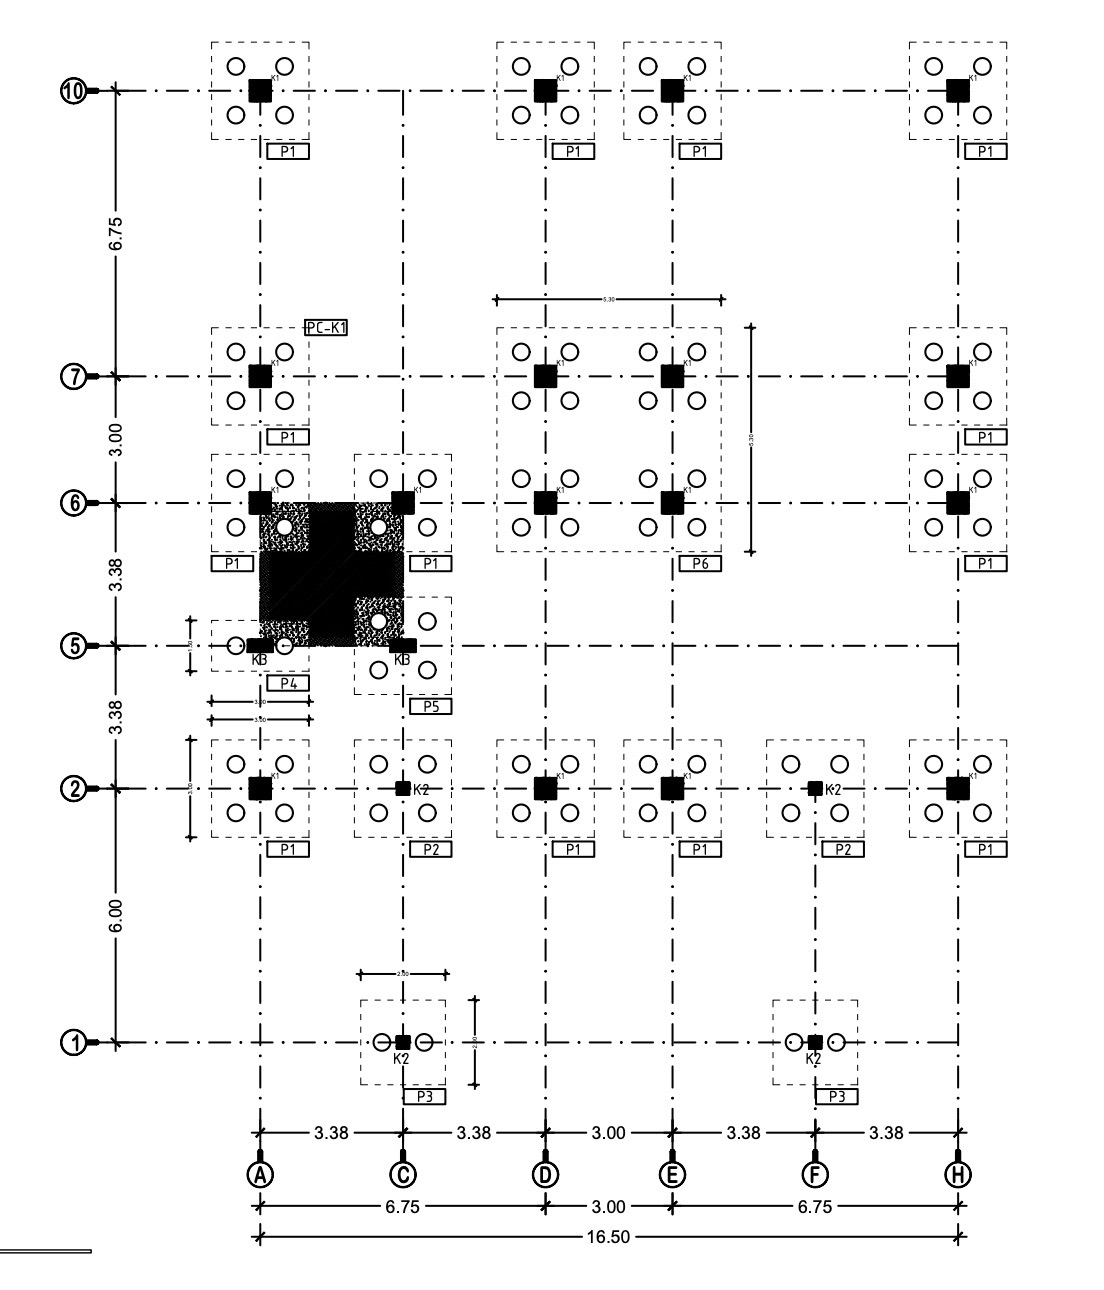 K1 K1 K1 K1
10
P1 P1 P1 P1
6.75
5.30
PC-K1
K1 K1 K1 K1
7
5.30
P1 P1
3.00
K1 K1 K1 K1 K1
6
P1 P1 P6 P1
3.38
5
K3 K3
P4
3.00
P5
3.38
3.00
K1 K1 K1 K1
2 K2 K2
3.00
P1 P2 P1 P1 P2 P1
6.00
2.00
1
K2 K2
P3 P3
3.38 3.38 3.00 3.38 3.38
A C D E F H
6.75 3.00 6.75
16.50